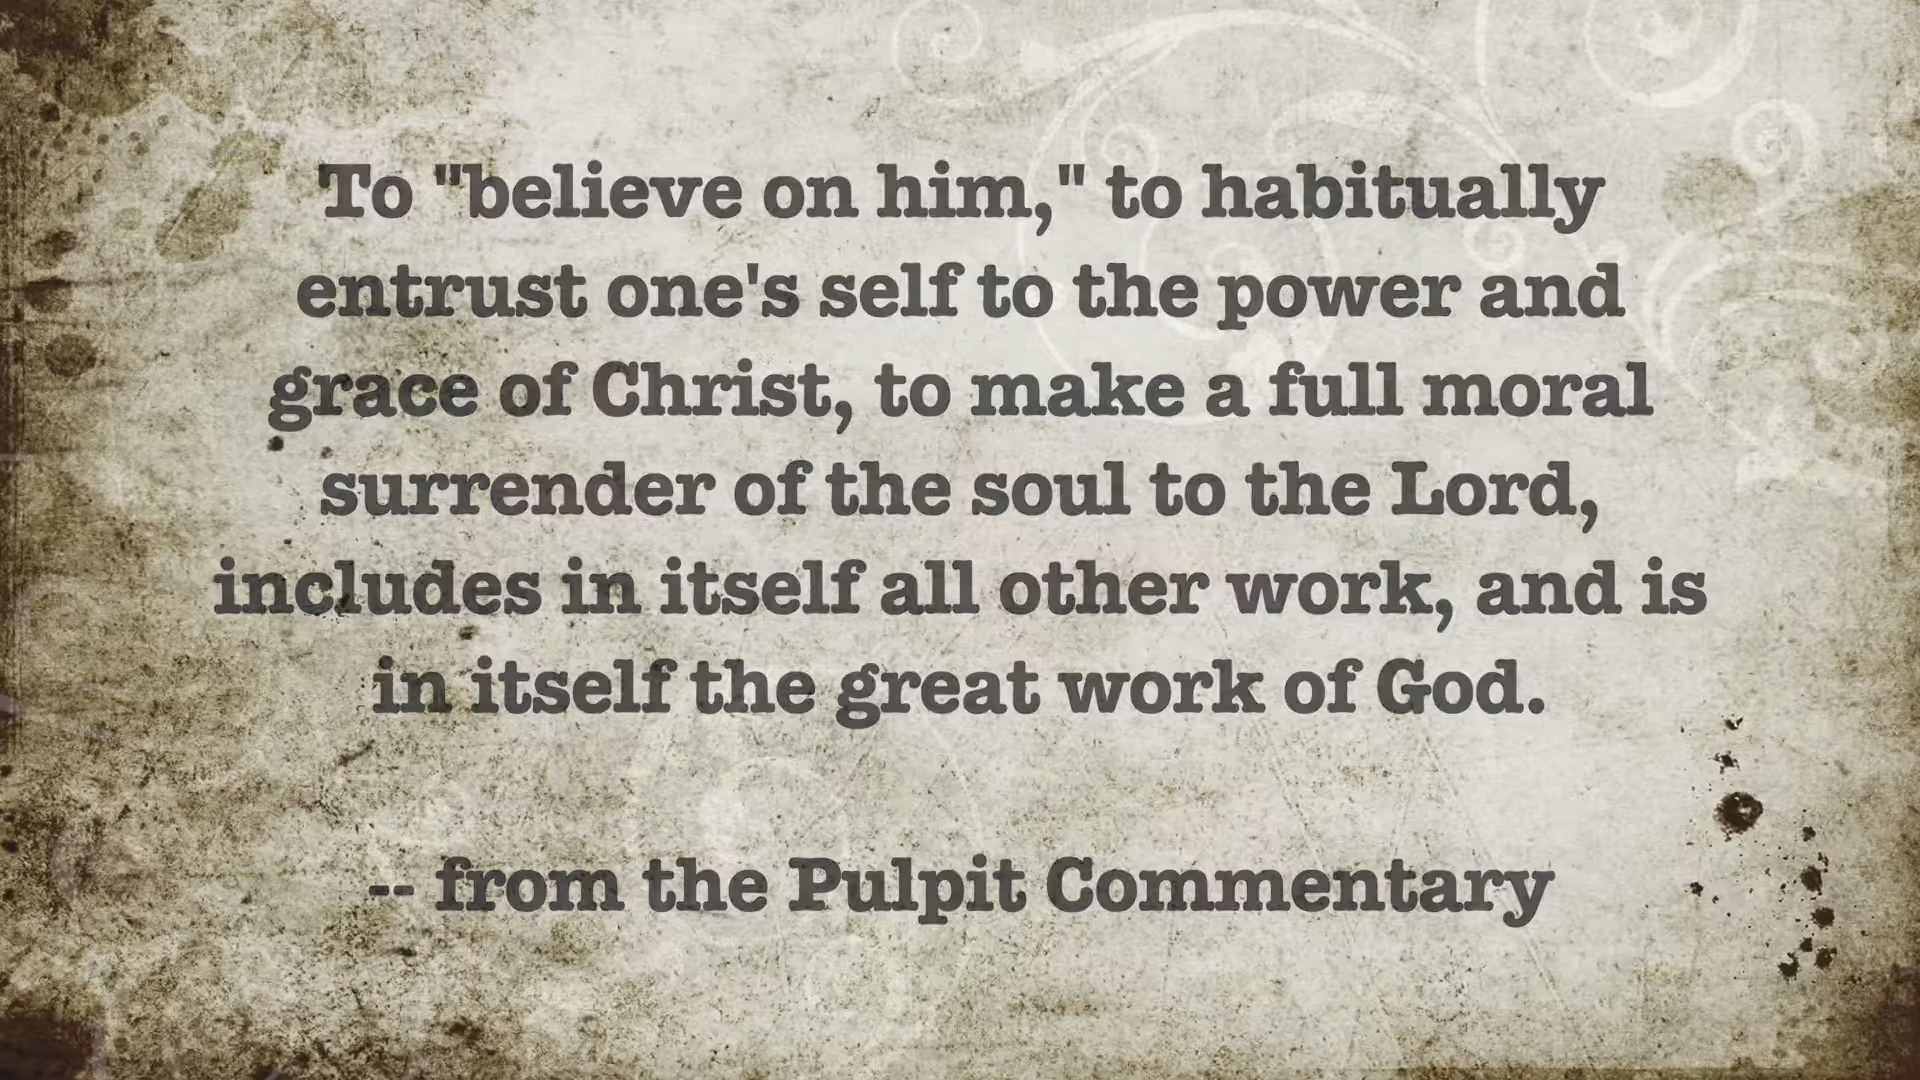 To "believe on him," to habitually
entrust one's self to the power and
grace of Christ, to make a full moral
surrender of the soul to the Lord,
includes in itself all other work, and is
in itself the great work of God.
-- from the Pulpit Commentary